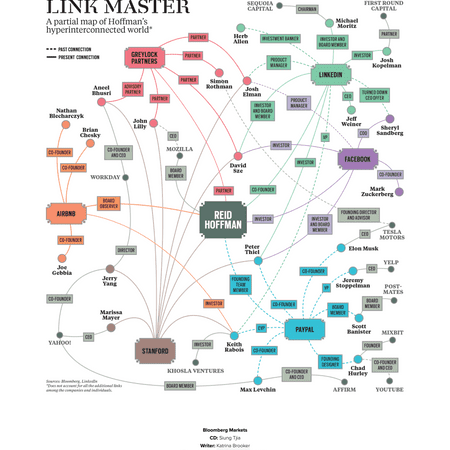 LINK MASTER
A partial map of Hoffman's
hyperinterconnected world*
PAST CONNECTION
PRESENT CONNECTION
SEQUOIA
CAPITAL
CHAIRMAN
Michael
Moritz
FIRST ROUND
CAPITAL
PARTNER
Josh
Kopelman
Herb
Allen
INVESTMENT BANKER
INVESTOR AND
BOARD MEMBER
INVESTOR
PARTNER
GREYLOCK
PARTNERS
PARTNER
PARTNER
Simon
Rothman
Josh
Elman
PRODUCT
MANAGER
LINKEDIN
TURNED DOWN
CEO OFFER
Aneel
Bhusri
ADVISORY
PARTNER
PARTNER
INVESTOR
AND BOARD
MEMBER
PRODUCT
MANAGER
CEO
Jeff
Weiner
COO
Sheryl
Sandberg
Nathan
Blecharczyk
Brian
Chesky
John
Lilly
CEO
MOZILLA
VP
INVESTOR
CO-FOUNDER
CO-FOUNDER
CO-FOUNDER
AND CEO
WORKDAY
BOARD
MEMBER
David
Sze
INVESTOR
FACEBOOK
CO-FOUNDER
Mark
Zuckerberg
PARTNER
CO-FOUNDER
AIRBNB
BOARD
OBSERVER
REID
HOFFMAN
INVESTOR
INVESTOR
AND BOARD
MEMBER
FOUNDING DIRECTOR
AND ADVISOR
CEO
TESLA
MOTORS
CO-FOUNDER
Joe
Gebbia
DIRECTOR
Jerry
Yang
Peter
Thiel
Elon Musk
YELP
CEO
CO-FOUNDER
Jeremy
Stoppelman
FOUNDING
TEAM
MEMBER
VP
POST-
MATES
CO-FOUNDER
Marissa
Mayer
INVESTOR
CO-FOUNDER
BOARD
MEMBER
BOARD
MEMBER
Scott
Banister
YAHOO!
CEO
STANFORD
INVESTOR
Keith
Rabois
EVP
PAYPAL
MIXBIT
CO-FOUNDER
FOUNDING
DESIGNER
Chad
Hurley
CO-FOUNDER
AND CEO
KHOSLA VENTURES
CO-FOUNDER
AND CEO
CO-FOUNDER
BOARD MEMBER
Max Levchin
AFFIRM
YOUTUBE
Sources: Bloomberg, LinkedIn
*Does not account for all the additional links
among the companies and individuals.
Bloomberg Markets
CD: Siung Tjia
Writer: Katrina Brooker